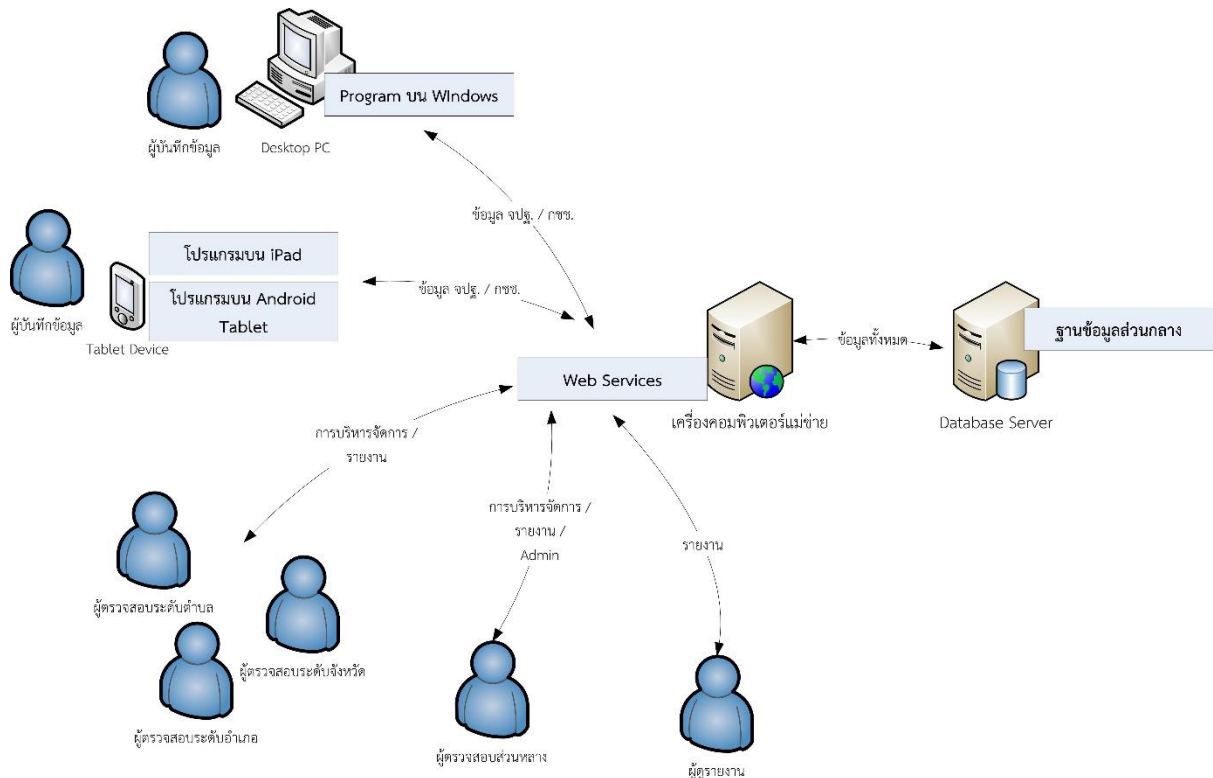 Program บน WIndows
ผู้บันทึกข้อมูล
Desktop PC
ข้อมูล จปฐ. / กชช.
โปรแกรมบน iPad
โปรแกรมบน Android
Tablet
ผู้บันทึกข้อมูล
Tablet Device
ข้อมูล จปฐ. / กชช.
ฐานข้อมูลส่วนกลาง
ข้อมูลทั้งหมด
Web Services
เครื่องคอมพิวเตอร์แม่ข่าย
Database Server
การบริหารจัดการ /
รายงาน
การบริหารจัดการ /
รายงาน /
Admin
รายงาน
ผู้ตรวจสอบระดับตำบล
ผู้ตรวจสอบระดับจังหวัด
ผู้ตรวจสอบระดับอำเภอ
ผู้ตรวจสอบส่วนหลาง
ผู้ดูรายงาน